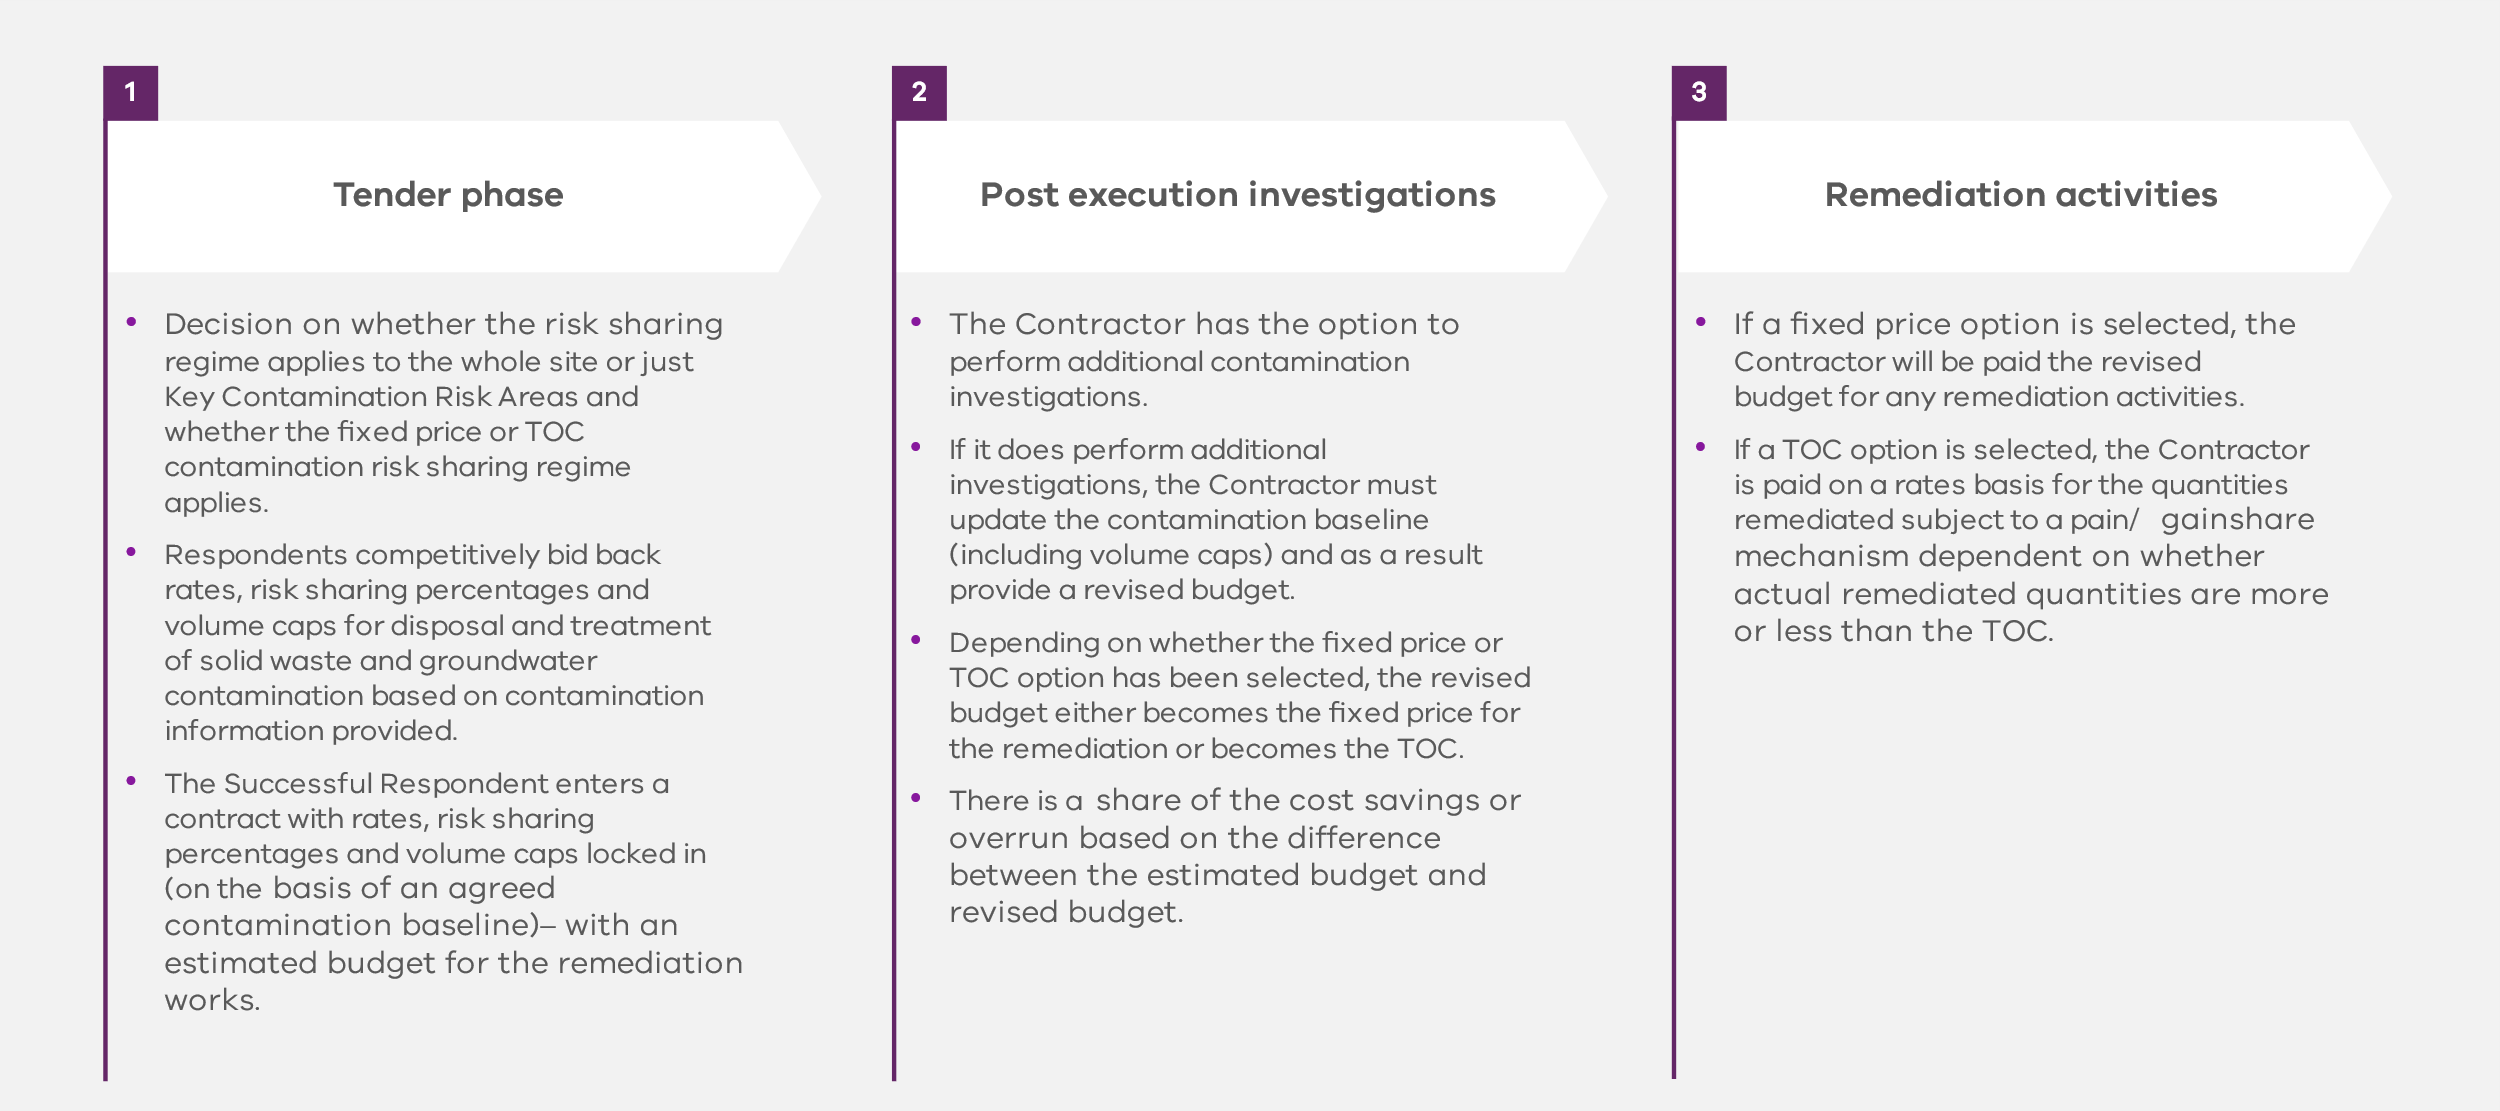 1
Tender phase
• Decision on whether the risk sharing
regime applies to the whole site or just
Key Contamination Risk Areas and
whether the fixed price or TOC
contamination risk sharing regime
applies.
• Respondents competitively bid back
rates, risk sharing percentages and
volume caps for disposal and treatment
of solid waste and groundwater
contamination based on contamination
information provided.
• The Successful Respondent enters a
contract with rates, risk sharing
percentages and volume caps locked in
(on the basis of an agreed
contamination baseline)– with an
estimated budget for the remediation
works.
2
Post execution investigations
• The Contractor has the option to
perform additional contamination
investigations.
• If it does perform additional
investigations, the Contractor must
update the contamination baseline
(including volume caps) and as a result
provide a revised budget.
• Depending on whether the fixed price or
TOC option has been selected, the revised
budget either becomes the fixed price for
the remediation or becomes the TOC.
• There is a share of the cost savings or
overrun based on the difference
between the estimated budget and
revised budget.
3
Remediation activities
• If a fixed price option is selected, the
Contractor will be paid the revised
budget for any remediation activities.
• If a TOC option is selected, the Contractor
is paid on a rates basis for the quantities
remediated subject to a pain/ gainshare
mechanism dependent on whether
actual remediated quantities are more
or less than the TOC.